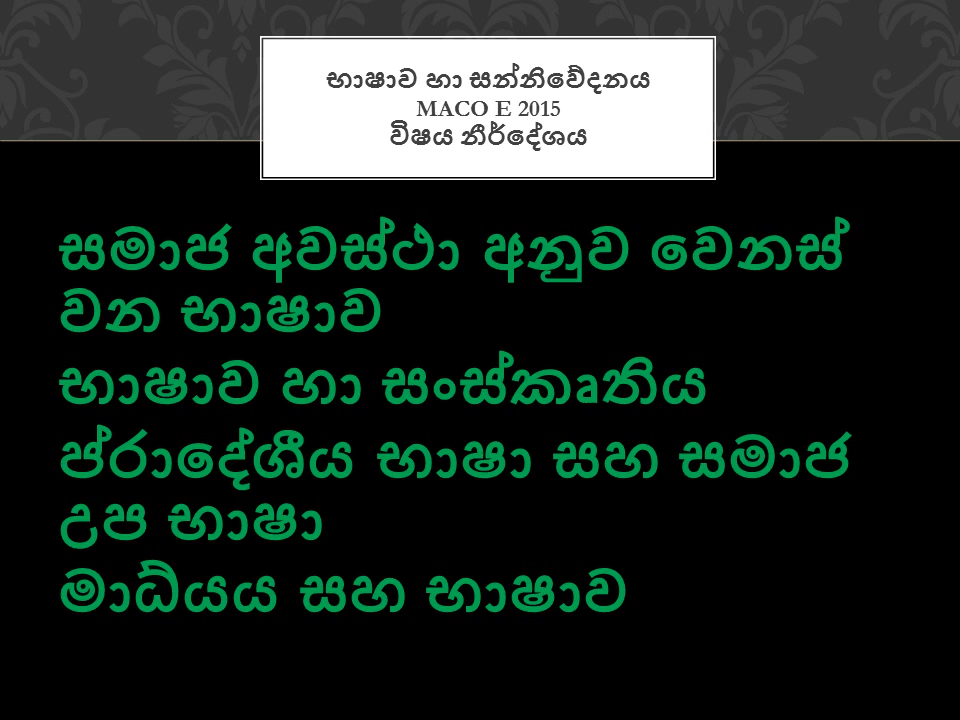 භාෂාව හා සන්නිවේදනය
MACO E 2015
විෂය නිර්දේශය
සමාජ අවස්ථා අනුව වෙනස්
වන භාෂාව
භාෂාව හා සංස්කෘතිය
ප්රාදේශීය භාෂා සහ සමාජ
උප භාෂා
මාධ්යය සහ භාෂාව